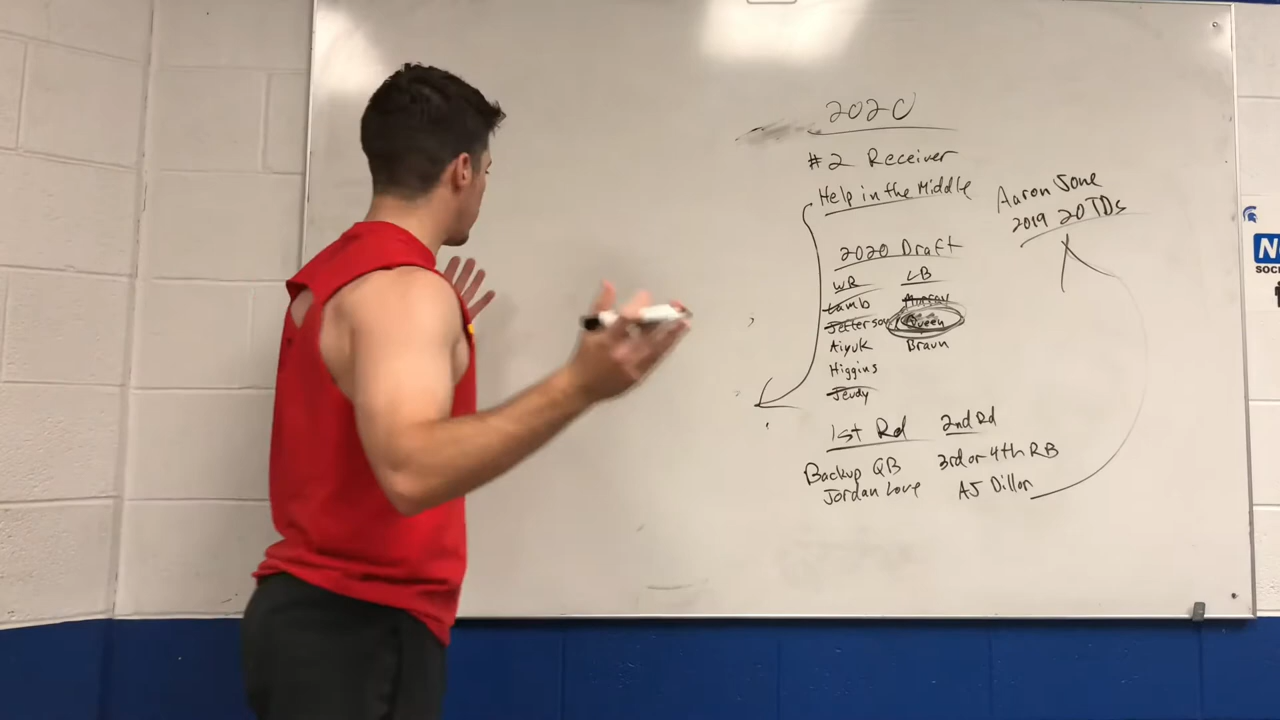 2020
#2 Receiver
Help in the Middle
Aaron Jone
2019 20 TDs
2020 Draft
WR LB
Lamb Murray
Jefferson Queen
Aiyuk Braun
Higgins
Jeudy
1st Rd 2nd Rd
Backup QB 3rd or 4th RB
Jordan Love AJ Dillon